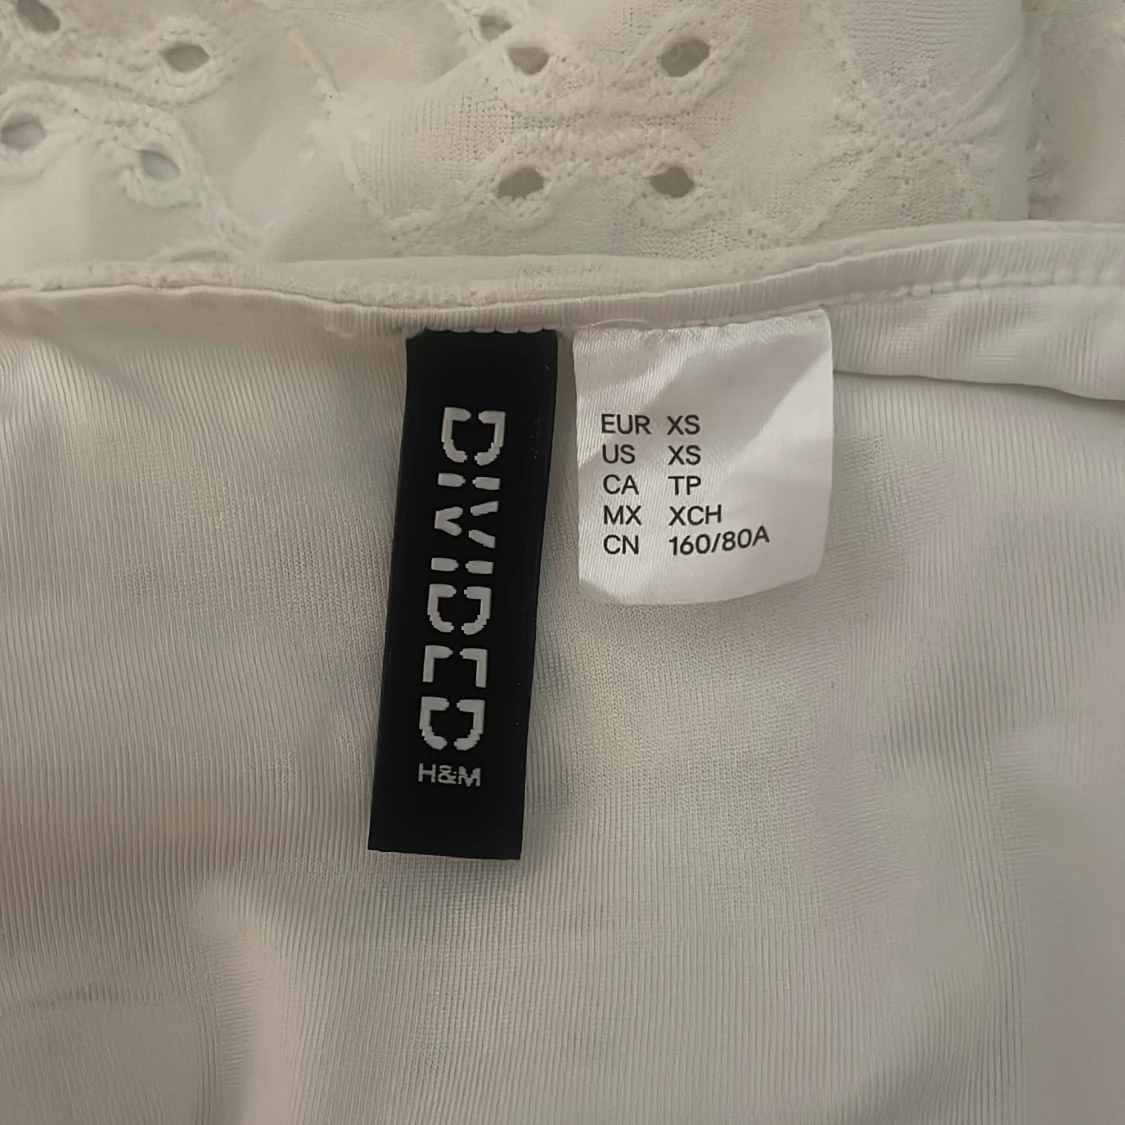 DIVIDED
H&M
EUR XS
US XS
CA TP
MX XCH
CN 160/80A